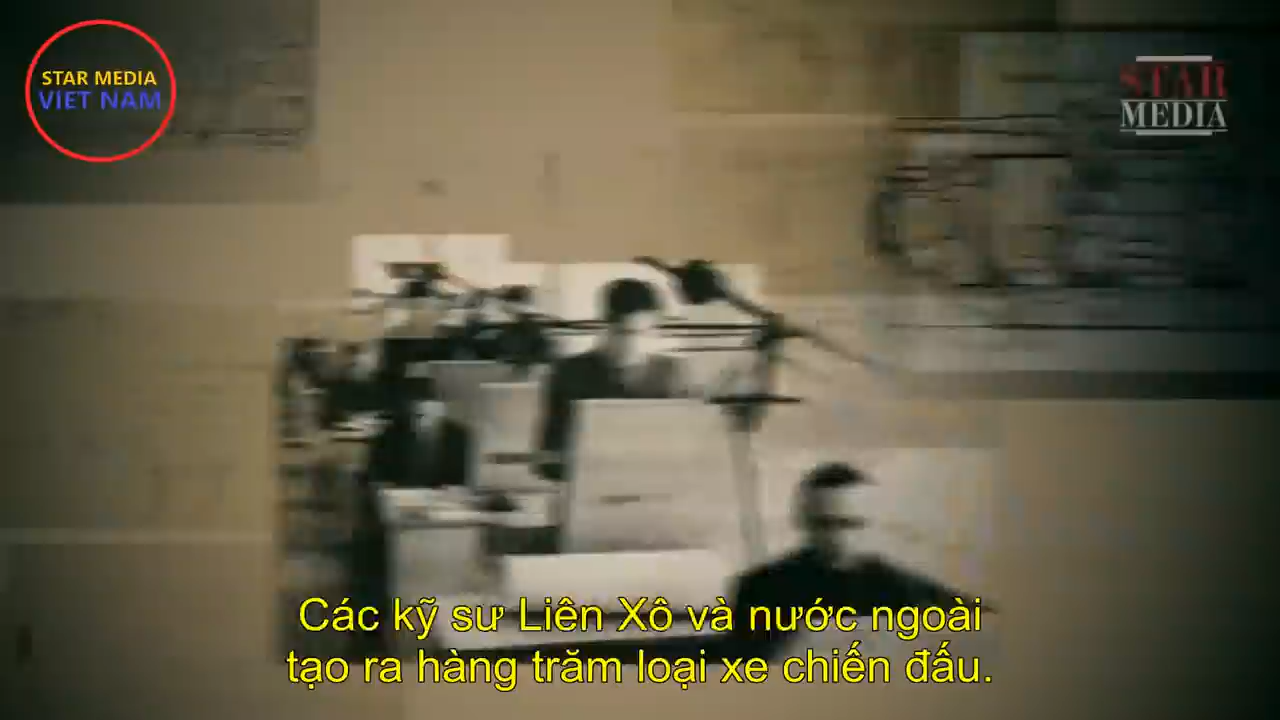 STAR MEDIA
VIET NAM
STAR
MEDIA
Các kỹ sư Liên Xô và nước ngoài
tạo ra hàng trăm loại xe chiến đấu.